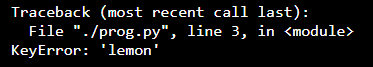 Traceback (most recent call last):
  File "./prog.py", line 3, in <module>
KeyError: 'lemon'